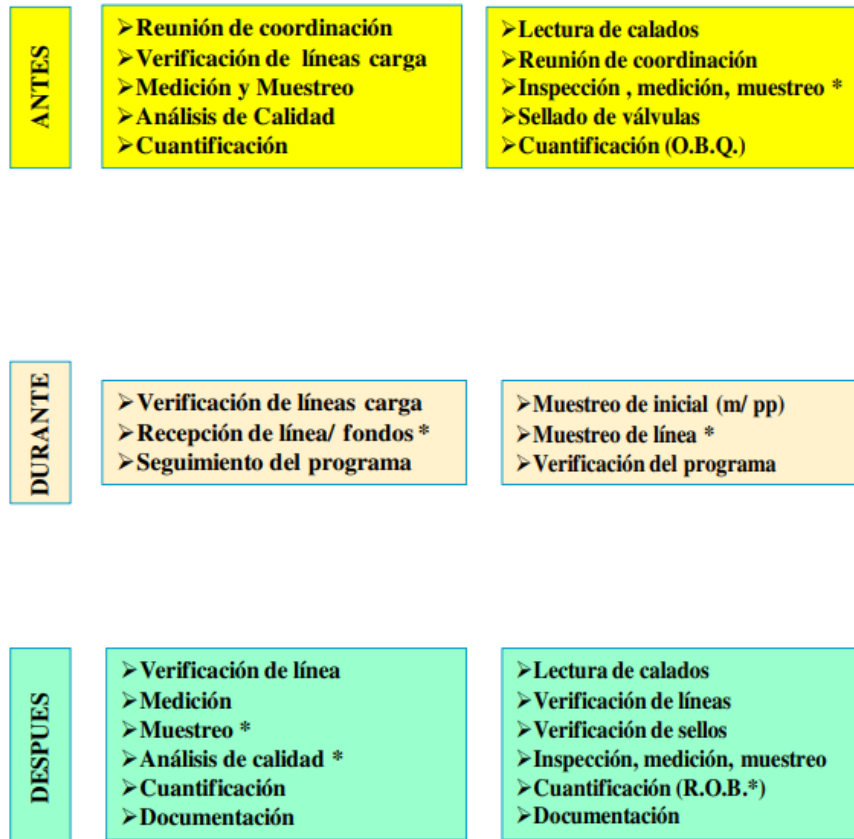 ANTES
➢Reunión de coordinación
➢Verificación de líneas carga
➢Medición y Muestreo
➢Análisis de Calidad
➢Cuantificación
➢Lectura de calados
➢Reunión de coordinación
➢Inspección , medición, muestreo *
➢Sellado de válvulas
➢Cuantificación (O.B.Q.)
DURANTE
➢Verificación de líneas carga
➢Recepción de línea/ fondos *
➢Seguimiento del programa
➢Muestreo de inicial (m/ pp)
➢Muestreo de línea *
➢Verificación del programa
DESPUES
➢Verificación de línea
➢Medición
➢Muestreo *
➢Análisis de calidad *
➢Cuantificación
➢Documentación
➢Lectura de calados
➢Verificación de líneas
➢Verificación de sellos
➢Inspección, medición, muestreo
➢Cuantificación (R.O.B.*)
➢Documentación